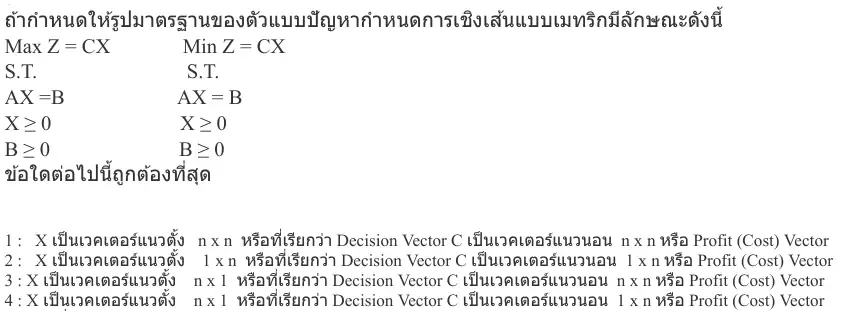 ถ้ากำหนดให้รูปมาตรฐานของตัวแบบปัญหากำหนดการเชิงเส้นแบบเมทริกมีลักษณะดังนี้
Max Z = CX Min Z = CX
S.T. S.T.
AX =B AX = B
X ≥ 0 X ≥ 0
B ≥ 0 B ≥ 0
ข้อใดต่อไปนี้ถูกต้องที่สุด
1 : X เป็นเวคเตอร์แนวตั้ง n x n หรือที่เรียกว่า Decision Vector C เป็นเวคเตอร์แนวนอน n x n หรือ Profit (Cost) Vector
2 : X เป็นเวคเตอร์แนวตั้ง 1 x n หรือที่เรียกว่า Decision Vector C เป็นเวคเตอร์แนวนอน 1 x n หรือ Profit (Cost) Vector
3 : X เป็นเวคเตอร์แนวตั้ง n x 1 หรือที่เรียกว่า Decision Vector C เป็นเวคเตอร์แนวนอน n x n หรือ Profit (Cost) Vector
4 : X เป็นเวคเตอร์แนวตั้ง n x 1 หรือที่เรียกว่า Decision Vector C เป็นเวคเตอร์แนวนอน 1 x n หรือ Profit (Cost) Vector